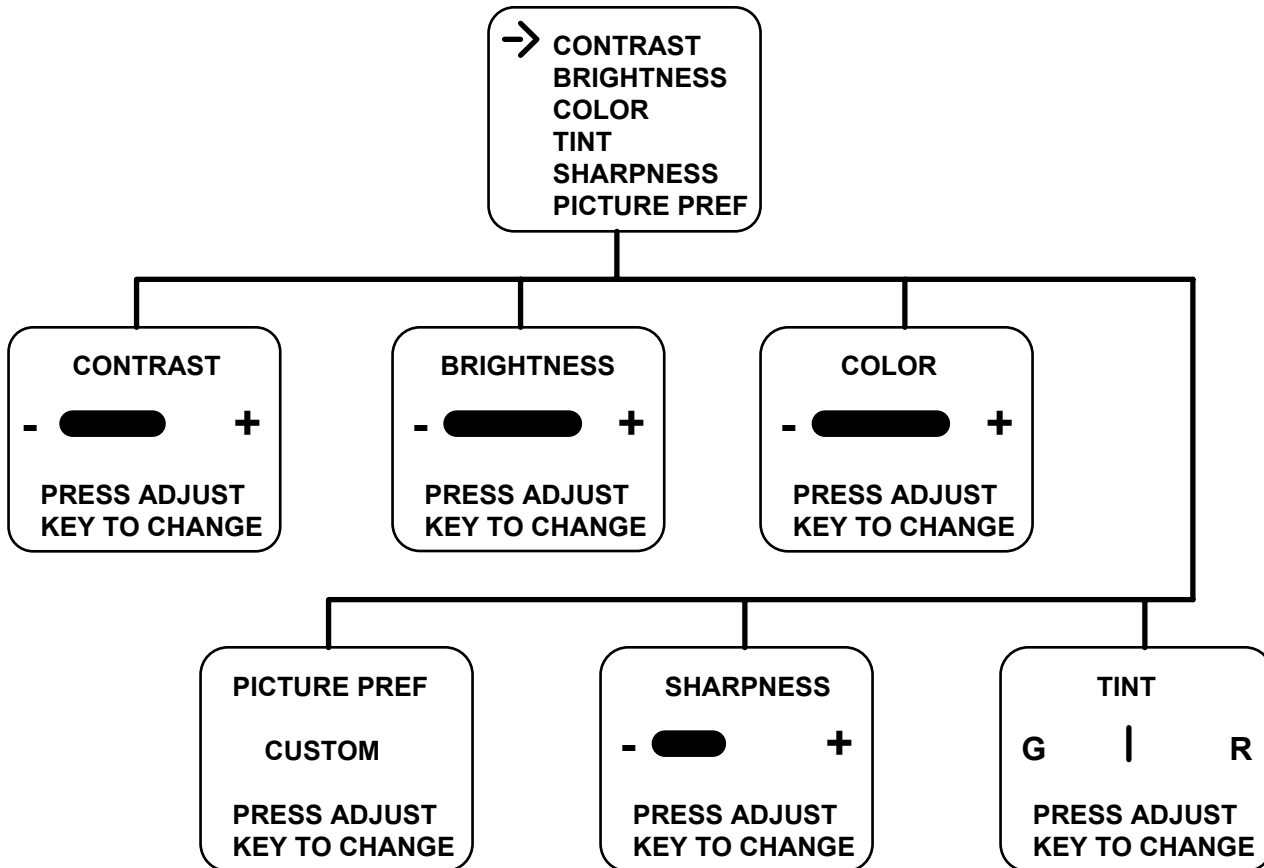 CONTRAST
BRIGHTNESS
COLOR
TINT
SHARPNESS
PICTURE PREF
CONTRAST
- +
PRESS ADJUST
KEY TO CHANGE
BRIGHTNESS
- +
PRESS ADJUST
KEY TO CHANGE
COLOR
- +
PRESS ADJUST
KEY TO CHANGE
PICTURE PREF
CUSTOM
PRESS ADJUST
KEY TO CHANGE
SHARPNESS
- +
PRESS ADJUST
KEY TO CHANGE
TINT
G | R
PRESS ADJUST
KEY TO CHANGE